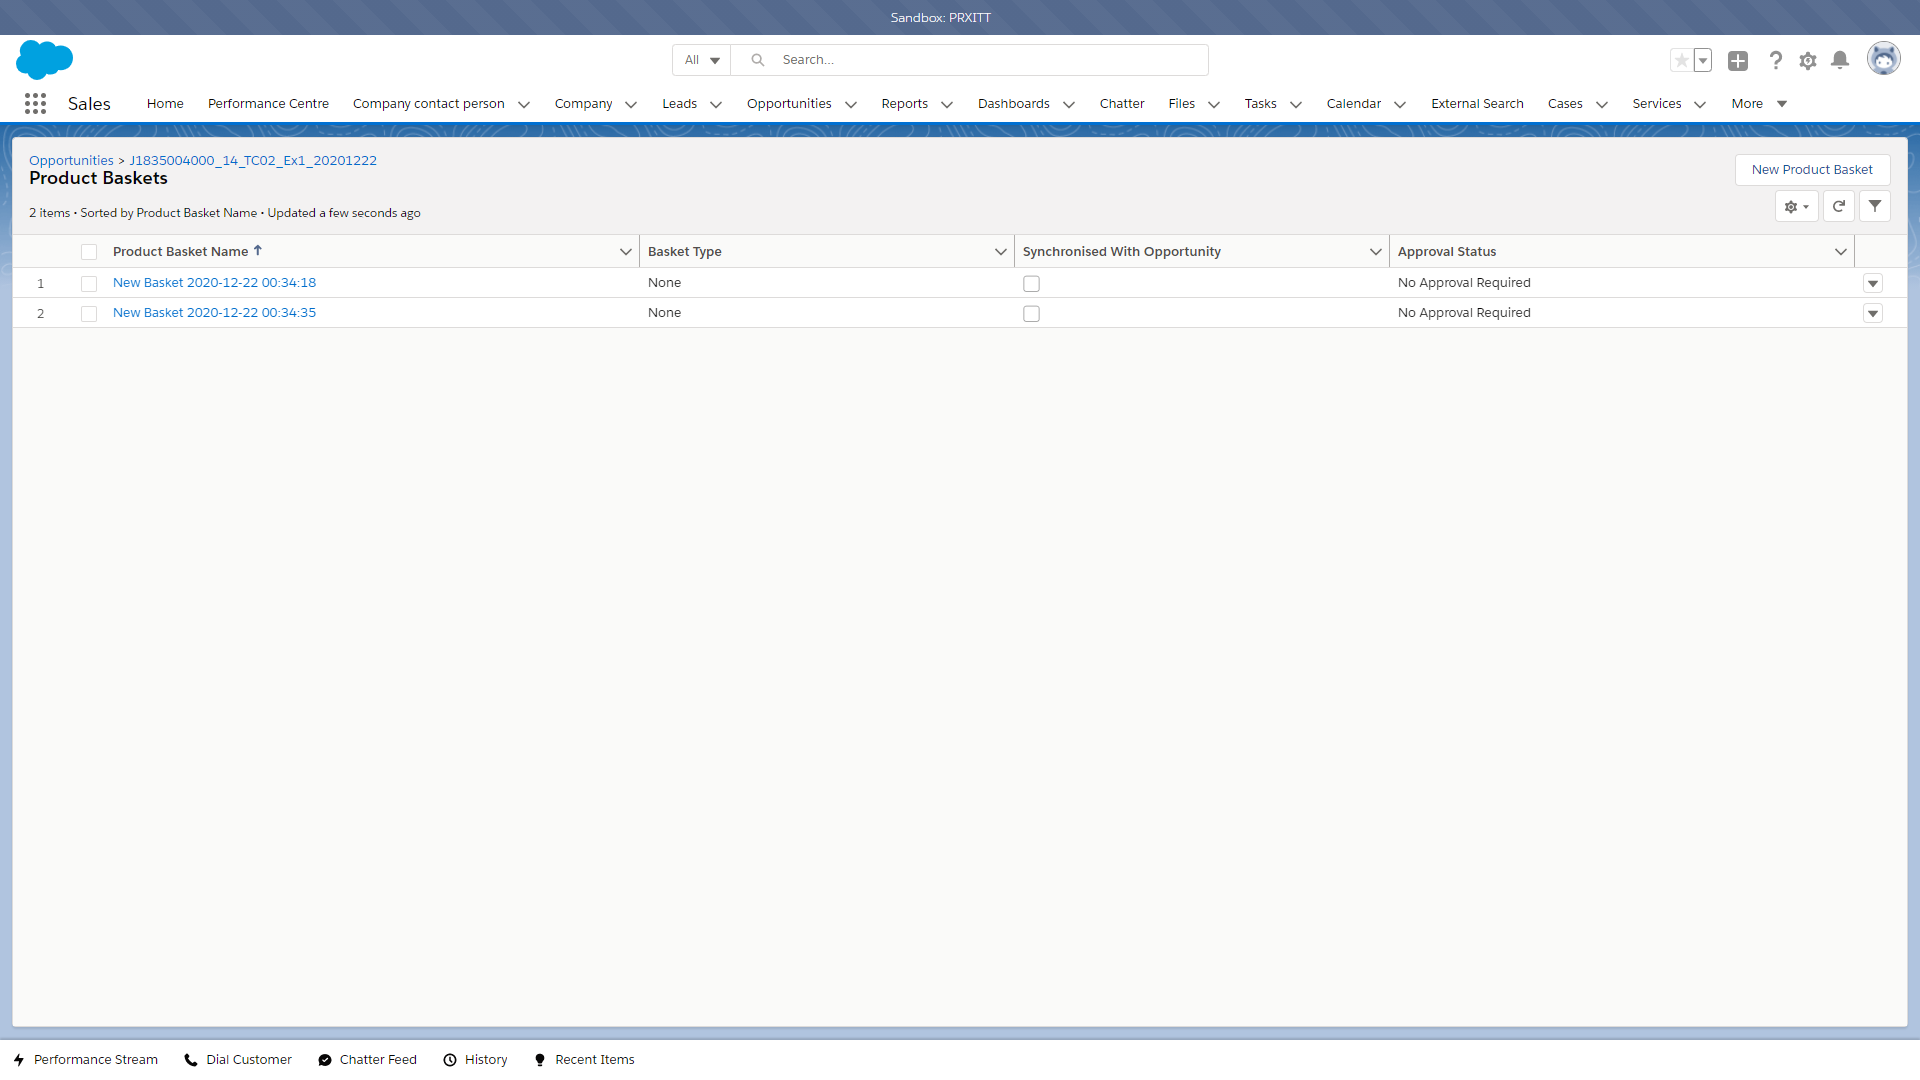 Sandbox: PRXITT
All
Search...
Sales
Home
Performance Centre
Company contact person
Company
Leads
Opportunities
Reports
Dashboards
Chatter
Files
Tasks
Calendar
External Search
Cases
Services
More
Opportunities > J1835004000_14_TC02_Ex1_20201222
Product Baskets
New Product Basket
2 items • Sorted by Product Basket Name • Updated a few seconds ago
Product Basket Name
Basket Type
Synchronised With Opportunity
Approval Status
1 New Basket 2020-12-22 00:34:18 None No Approval Required
2 New Basket 2020-12-22 00:34:35 None No Approval Required
Performance Stream
Dial Customer
Chatter Feed
History
Recent Items